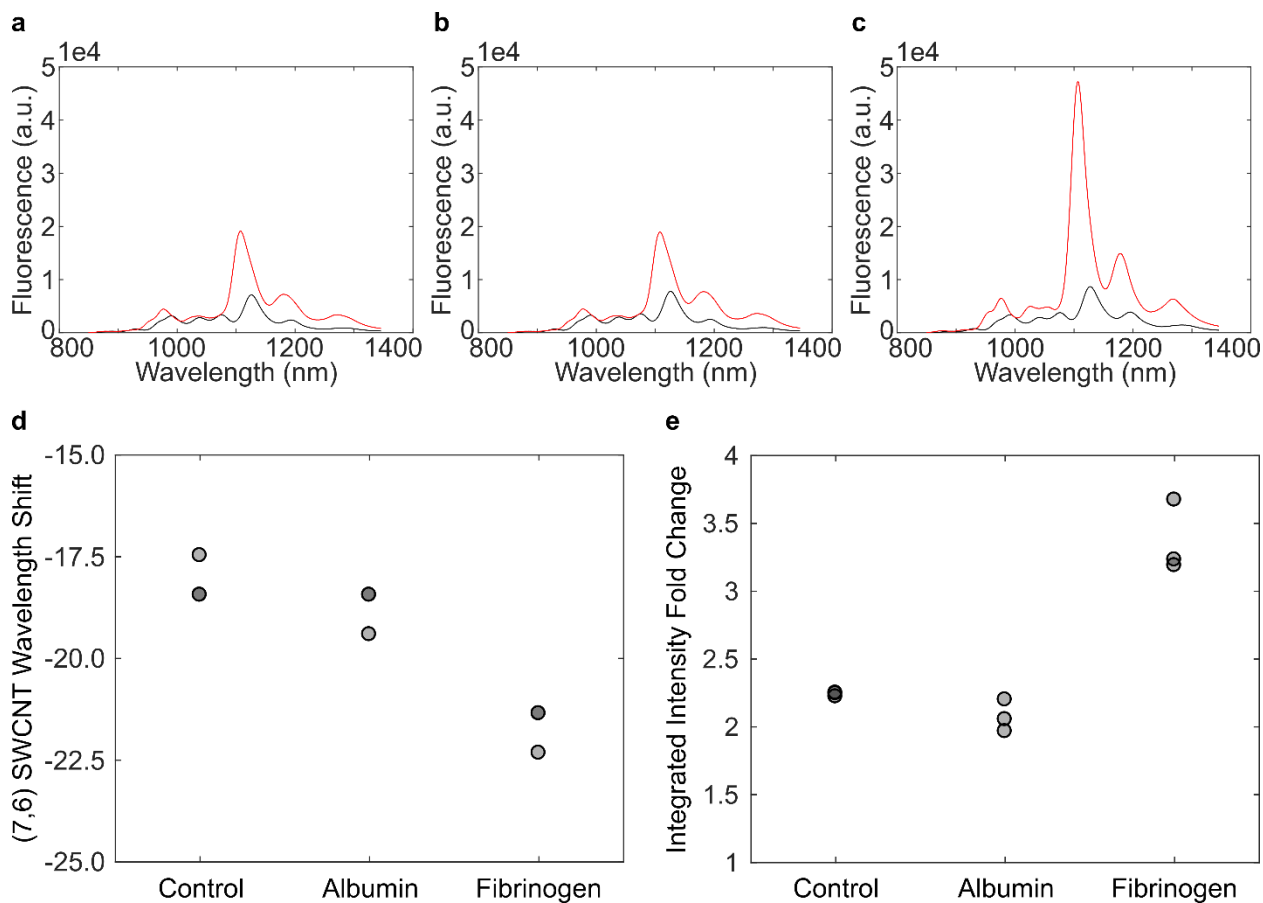 a
b
c
1e4
1e4
1e4
5
4
3
2
1
0
Fluorescence (a.u.)
800 1000 1200 1400
Wavelength (nm)
5
4
3
2
1
0
Fluorescence (a.u.)
800 1000 1200 1400
Wavelength (nm)
5
4
3
2
1
0
Fluorescence (a.u.)
800 1000 1200 1400
Wavelength (nm)
d
(7,6) SWCNT Wavelength Shift
-15.0
-17.5
-20.0
-22.5
-25.0
Control Albumin Fibrinogen
e
Integrated Intensity Fold Change
4
3.5
3
2.5
2
1.5
1
Control Albumin Fibrinogen